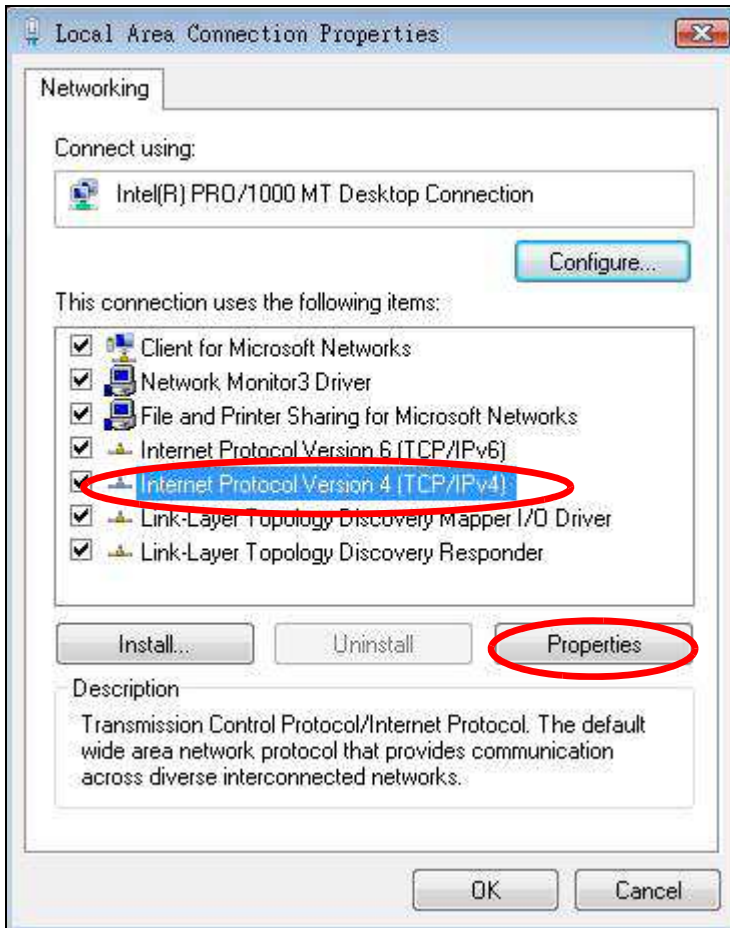 Local Area Connection Properties
Networking
Connect using:
Intel(R) PRO/1000 MT Desktop Connection
Configure...
This connection uses the following items:
Client for Microsoft Networks
Network Monitor3 Driver
File and Printer Sharing for Microsoft Networks
Internet Protocol Version 6 (TCP/IPv6)
Internet Protocol Version 4 (TCP/IPv4)
Link-Layer Topology Discovery Mapper I/O Driver
Link-Layer Topology Discovery Responder
Install...
Uninstall
Properties
Description
Transmission Control Protocol/Internet Protocol. The default
wide area network protocol that provides communication
across diverse interconnected networks.
OK
Cancel